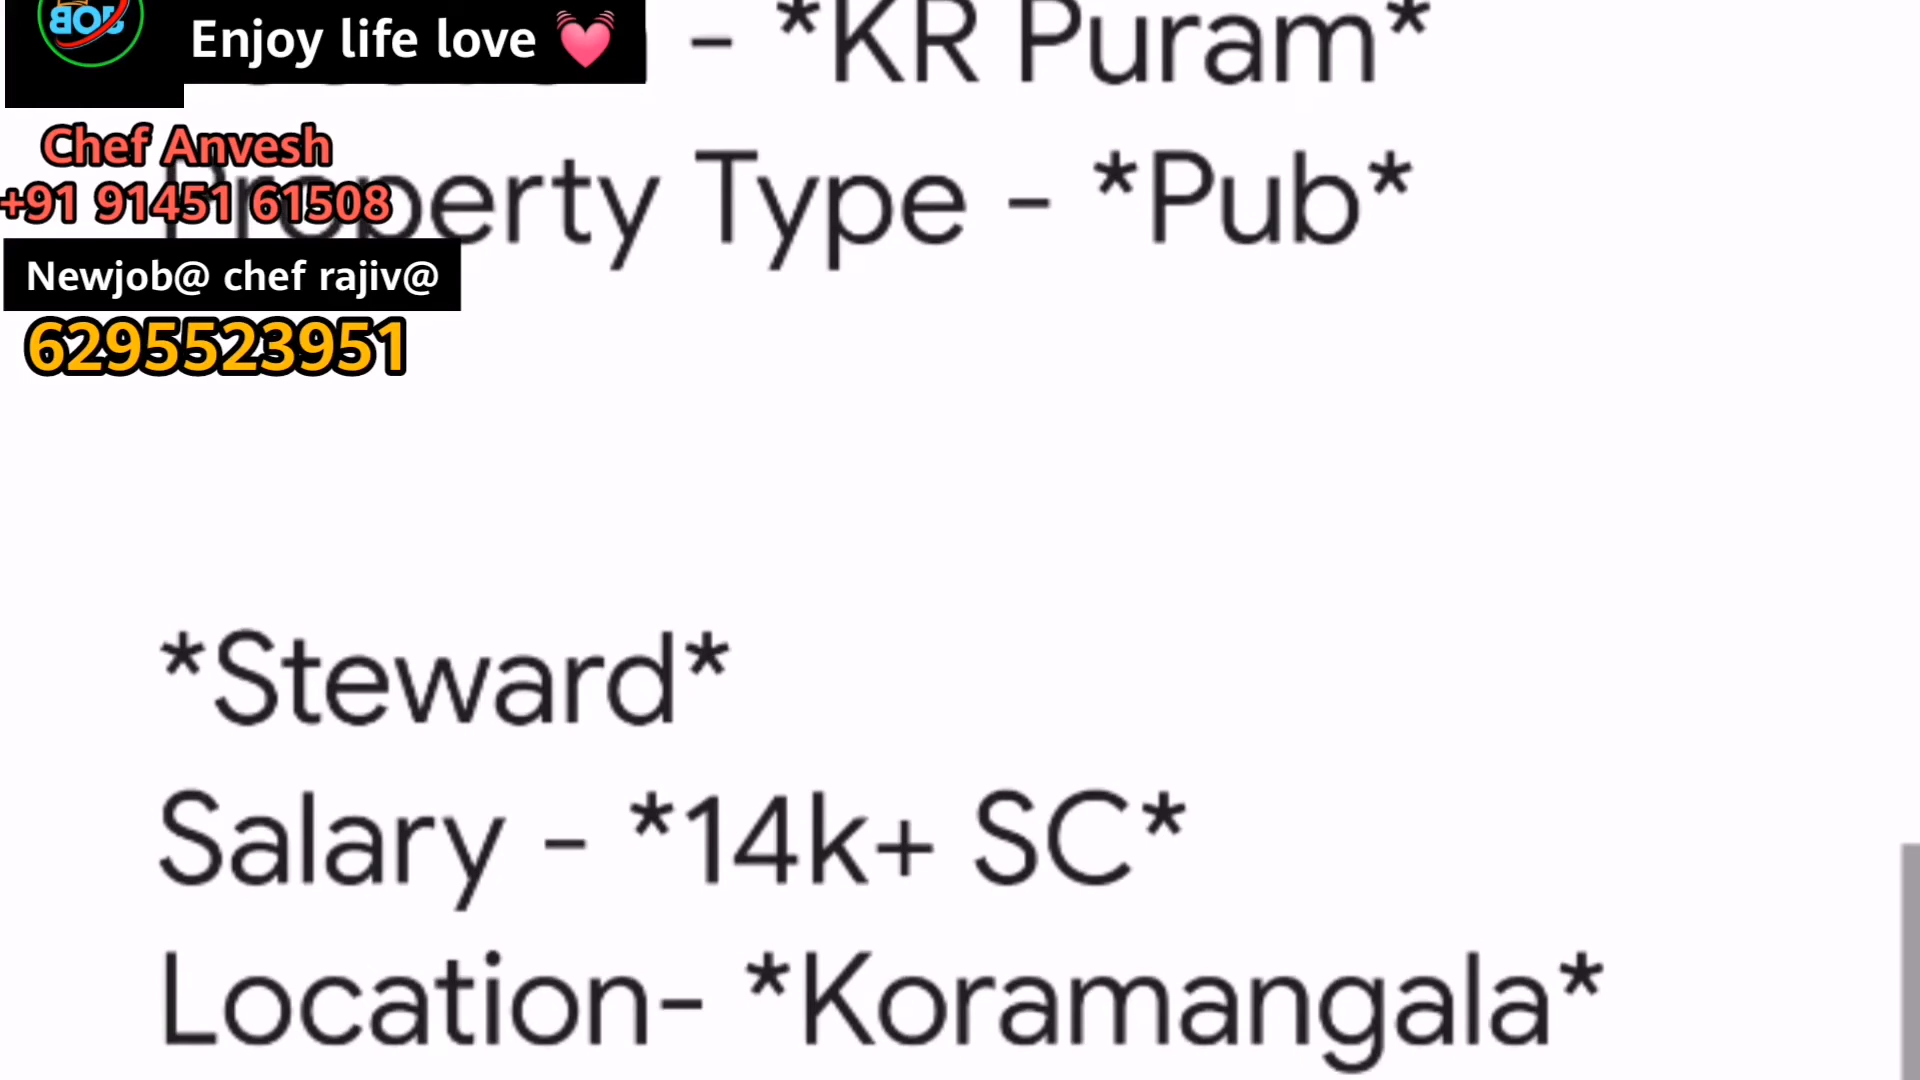 JOB
Enjoy life love 💓
- *KR Puram*
Chef Anvesh
+91 91451 61508
Property Type - *Pub*
Newjob@ chef rajiv@
6295523951
*Steward*
Salary - *14k+ SC*
Location- *Koramangala*